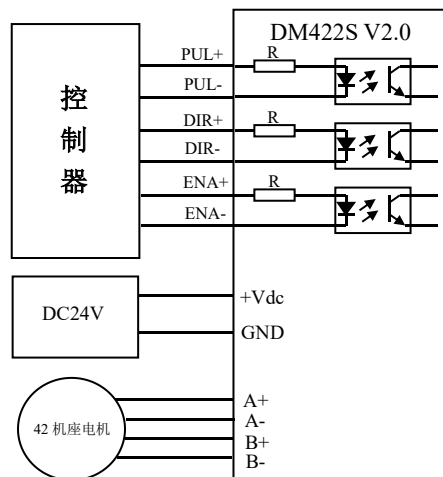 DM422S V2.0
控
制
器
PUL+
R
PUL-
DIR+
R
DIR-
ENA+
R
ENA-
DC24V
+Vdc
GND
42 机座电机
A+
A-
B+
B-